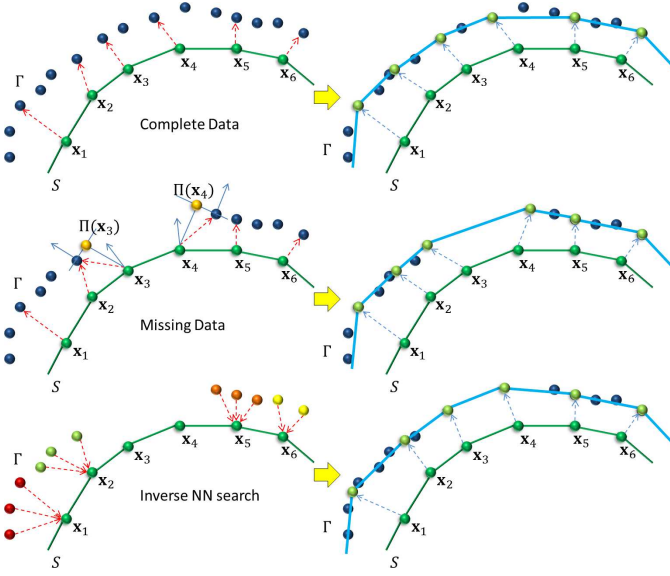 Γ
x₁
x₂
x₃
x₄
x₅
x₆
Complete Data
S
Γ
x₁
x₂
x₃
x₄
x₅
x₆
S
Π(x₄)
Π(x₃)
Γ
x₁
x₂
x₃
x₄
x₅
x₆
Missing Data
S
Γ
x₁
x₂
x₃
x₄
x₅
x₆
S
Γ
x₁
x₂
x₃
x₄
x₅
x₆
Inverse NN search
S
Γ
x₁
x₂
x₃
x₄
x₅
x₆
S